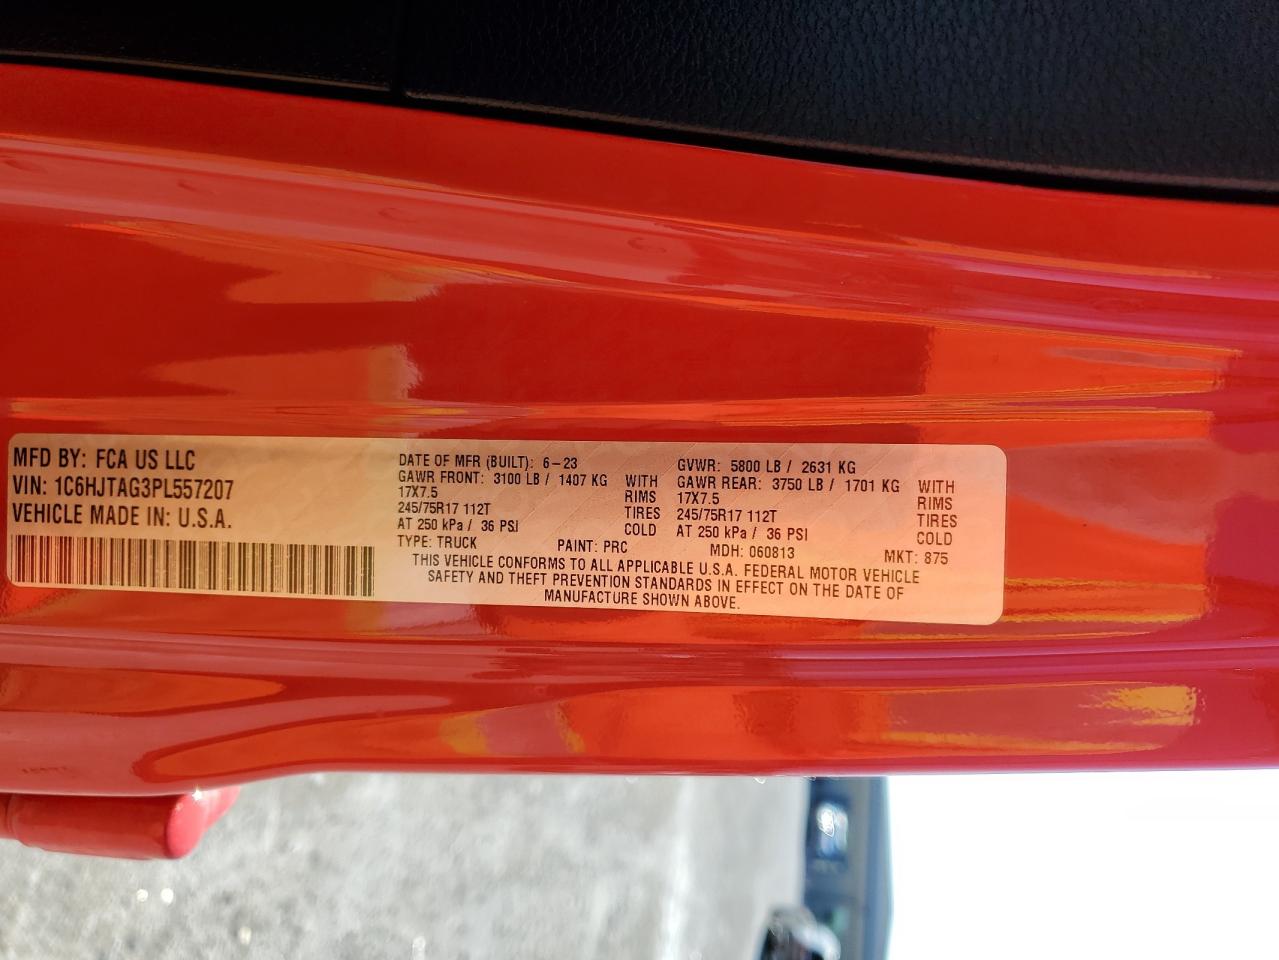 MFD BY: FCA US LLC
VIN: 1C6HJTAG3PL557207
VEHICLE MADE IN: U.S.A.
DATE OF MFR (BUILT): 6-23
GAWR FRONT: 3100 LB / 1407 KG WITH
17X7.5 RIMS
245/75R17 112T TIRES
AT 250 kPa / 36 PSI COLD
GVWR: 5800 LB / 2631 KG
GAWR REAR: 3750 LB / 1701 KG WITH
17X7.5 RIMS
245/75R17 112T TIRES
AT 250 kPa / 36 PSI COLD
TYPE: TRUCK PAINT: PRC MDH: 060813 MKT: 875
THIS VEHICLE CONFORMS TO ALL APPLICABLE U.S.A. FEDERAL MOTOR VEHICLE
SAFETY AND THEFT PREVENTION STANDARDS IN EFFECT ON THE DATE OF
MANUFACTURE SHOWN ABOVE.